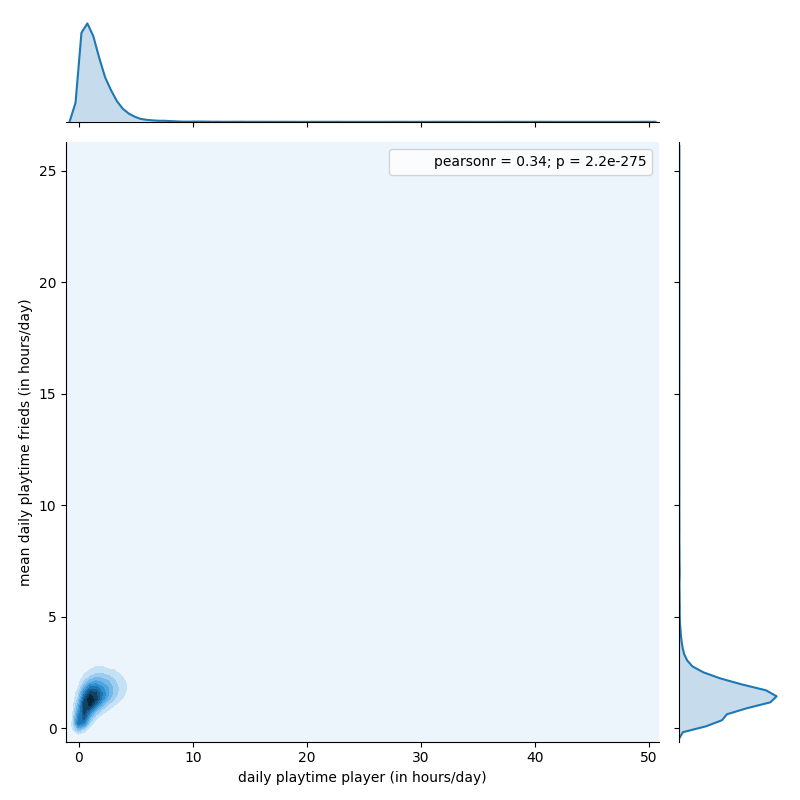 pearsonr = 0.34; p = 2.2e-275
25
20
15
10
5
0
mean daily playtime frieds (in hours/day)
0 10 20 30 40 50
daily playtime player (in hours/day)